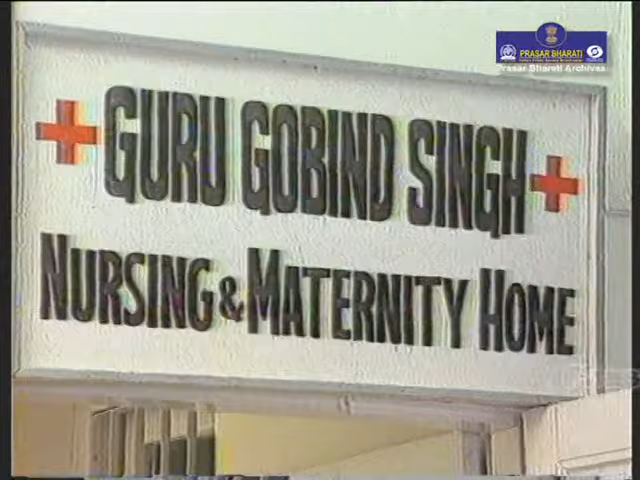 PRASAR BHARATI
Prasar Bharati Archives
GURU GOBIND SINGH
NURSING & MATERNITY HOME